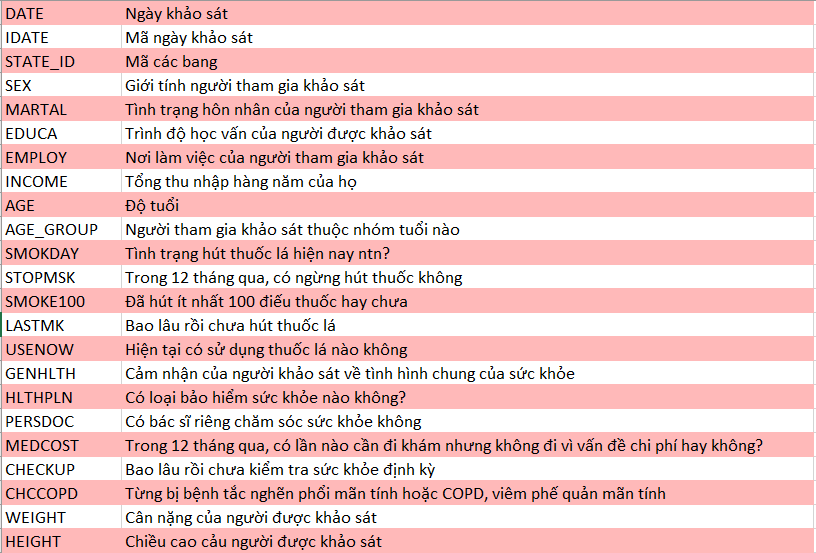 DATE Ngày khảo sát
IDATE Mã ngày khảo sát
STATE_ID Mã các bang
SEX Giới tính người tham gia khảo sát
MARTAL Tình trạng hôn nhân của người tham gia khảo sát
EDUCA Trình độ học vấn của người được khảo sát
EMPLOY Nơi làm việc của người tham gia khảo sát
INCOME Tổng thu nhập hàng năm của họ
AGE Độ tuổi
AGE_GROUP Người tham gia khảo sát thuộc nhóm tuổi nào
SMOKDAY Tình trạng hút thuốc lá hiện nay ntn?
STOPMSK Trong 12 tháng qua, có ngừng hút thuốc không
SMOKE100 Đã hút ít nhất 100 điếu thuốc hay chưa
LASTMK Bao lâu rồi chưa hút thuốc lá
USENOW Hiện tại có sử dụng thuốc lá nào không
GENHLTH Cảm nhận của người khảo sát về tình hình chung của sức khỏe
HLTHPLN Có loại bảo hiểm sức khỏe nào không?
PERSDOC Có bác sĩ riêng chăm sóc sức khỏe không
MEDCOST Trong 12 tháng qua, có lần nào cần đi khám nhưng không đi vì vấn đề chi phí hay không?
CHECKUP Bao lâu rồi chưa kiểm tra sức khỏe định kỳ
CHCCOPD Từng bị bệnh tắc nghẽn phổi mãn tính hoặc COPD, viêm phế quản mãn tính
WEIGHT Cân nặng của người được khảo sát
HEIGHT Chiều cao cảu người được khảo sát